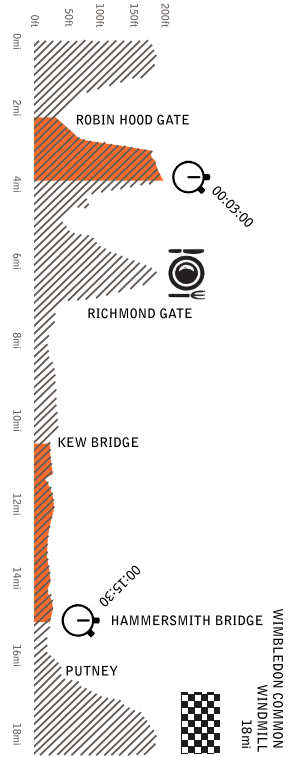 0ft
50ft
100ft
150ft
200ft
0mi
2mi
ROBIN HOOD GATE
4mi
00:03:00
6mi
RICHMOND GATE
8mi
10mi
KEW BRIDGE
12mi
14mi
00:15:30
HAMMERSMITH BRIDGE
16mi
PUTNEY
18mi
WIMBLEDON COMMON
WINDMILL
18mi